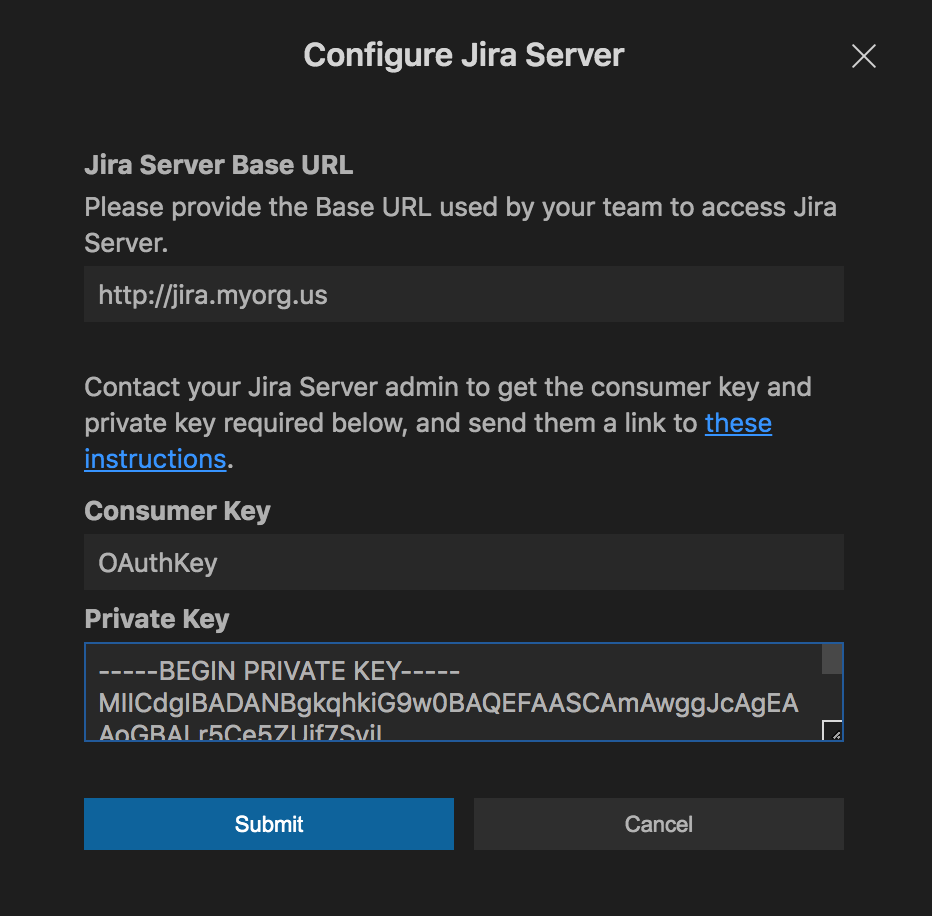 Configure Jira Server
Jira Server Base URL
Please provide the Base URL used by your team to access Jira
Server.
http://jira.myorg.us
Contact your Jira Server admin to get the consumer key and
private key required below, and send them a link to these
instructions.
Consumer Key
OAuthKey
Private Key
-----BEGIN PRIVATE KEY-----
MIICdgIBADANBgkqhkiG9w0BAQEFAASCAmAwggJcAgEA
Submit Cancel